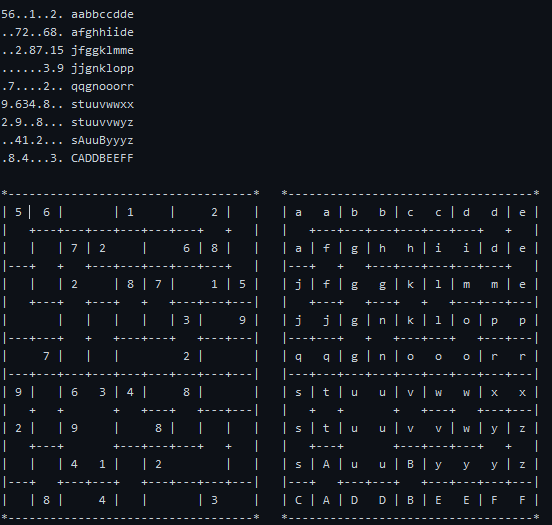 56..1..2. aabbccdde
..72..68. afghhiide
..2.87.15 jfggklmme
......3.9 jjgnklopp
.7....2.. qqgnooorr
9.634.8.. stuuvwwxx
2.9..8... stuuvvwyz
..41.2... sAuuByyyz
.8.4...3. CADDBEEFF
*-----------------------------------*   *-----------------------------------*
| 5   6 |       | 1     |     2 |   |   | a   a | b   b | c   c | d   d | e |
|   +---+---+---+---+---+---+   +   |   |   +---+---+---+---+---+---+   +   |
|   |   | 7 | 2     |     6 | 8 |   |   | a | f | g | h   h | i   i | d | e |
|---+   +   +---+---+---+---+---+   |   |---+   +   +---+---+---+---+---+   |
|   |   | 2     | 8 | 7 |     1 | 5 |   | j | f | g   g | k | l | m   m | e |
|   +---+   +---+   +   +---+---+---|   |   +---+   +---+   +   +---+---+---|
|       |   |   |   |   | 3 |     9 |   | j   j | g | n | k | l | o | p   p |
|---+---+   +   +---+---+   +---+---|   |---+---+   +   +---+---+   +---+---|
|     7 |   |   |         2 |       |   | q   q | g | n | o   o   o | r   r |
|---+---+---+---+---+---+---+---+---|   |---+---+---+---+---+---+---+---+---|
| 9 |   | 6   3 | 4 |     8 |       |   | s | t | u   u | v | w   w | x   x |
|   +   +       +   +---+   +---+---|   |   +   +       +   +---+   +---+---|
| 2 |   | 9     |     8 |   |   |   |   | s | t | u   u | v   v | w | y | z |
|   +---+       +---+---+---+   +   |   |   +---+       +---+---+---+   +   |
|   |   | 4   1 |   | 2         |   |   | s | A | u   u | B | y   y   y | z |
|---+   +---+---+   +---+---+---+---|   |---+   +---+---+   +---+---+---+---|
|   | 8 |     4 |   |       | 3     |   | C | A | D   D | B | E   E | F   F |
*-----------------------------------*   *-----------------------------------*